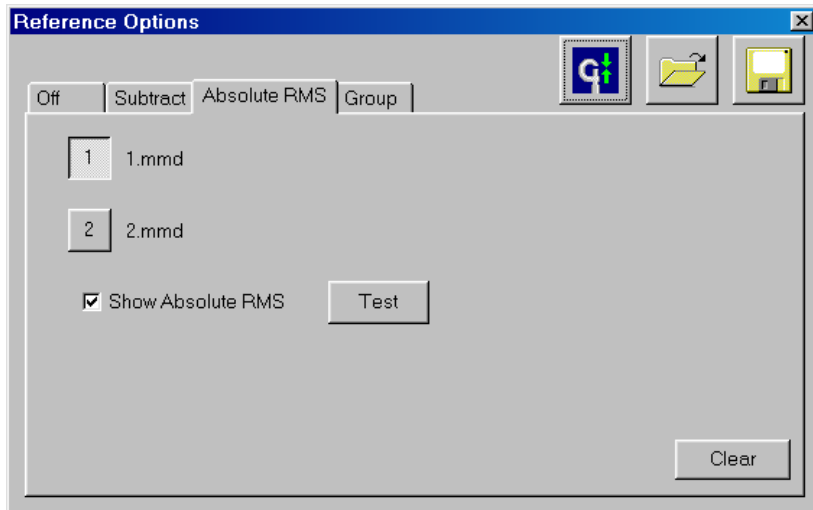 Reference Options
Off Subtract Absolute RMS Group
1 1.mmd
2 2.mmd
Show Absolute RMS Test
Clear